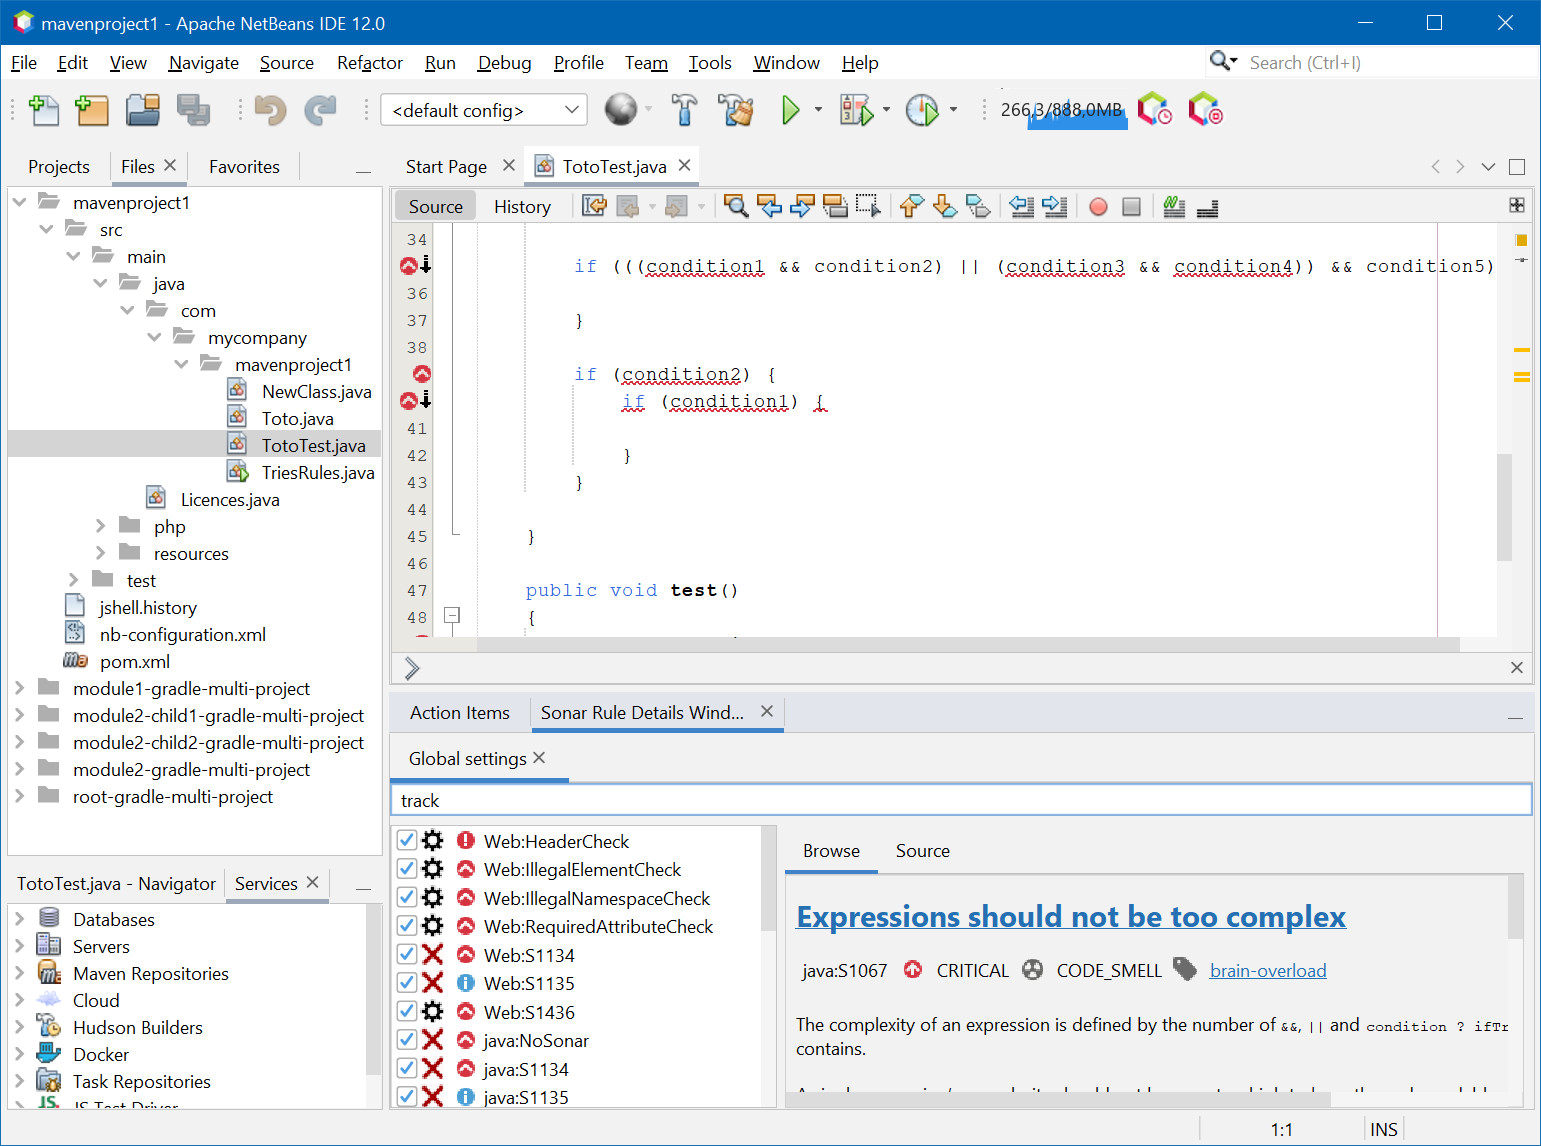 mavenproject1 - Apache NetBeans IDE 12.0
File Edit View Navigate Source Refactor Run Debug Profile Team Tools Window Help
Search (Ctrl+I)
<default config>
266,3/888,0MB
Projects Files Favorites
mavenproject1
src
main
java
com
mycompany
mavenproject1
NewClass.java
Toto.java
TotoTest.java
TriesRules.java
Licences.java
php
resources
test
jshell.history
nb-configuration.xml
pom.xml
module1-gradle-multi-project
module2-child1-gradle-multi-project
module2-child2-gradle-multi-project
module2-gradle-multi-project
root-gradle-multi-project
TotoTest.java - Navigator Services
Databases
Servers
Maven Repositories
Cloud
Hudson Builders
Docker
Task Repositories
JS Test Driver
Start Page TotoTest.java
Source History
34
if (((condition1 && condition2) || (condition3 && condition4)) && condition5)
36
37 }
38
if (condition2) {
if (condition1) {
41
42 }
43 }
44
45 }
46
47 public void test()
48 {
Action Items Sonar Rule Details Wind...
Global settings
track
Web:HeaderCheck
Web:IllegalElementCheck
Web:IllegalNamespaceCheck
Web:RequiredAttributeCheck
Web:S1134
Web:S1135
Web:S1436
java:NoSonar
java:S1134
java:S1135
Browse Source
Expressions should not be too complex
java:S1067 CRITICAL CODE_SMELL brain-overload
The complexity of an expression is defined by the number of &&, || and condition ? ifTr
contains.
1:1 INS